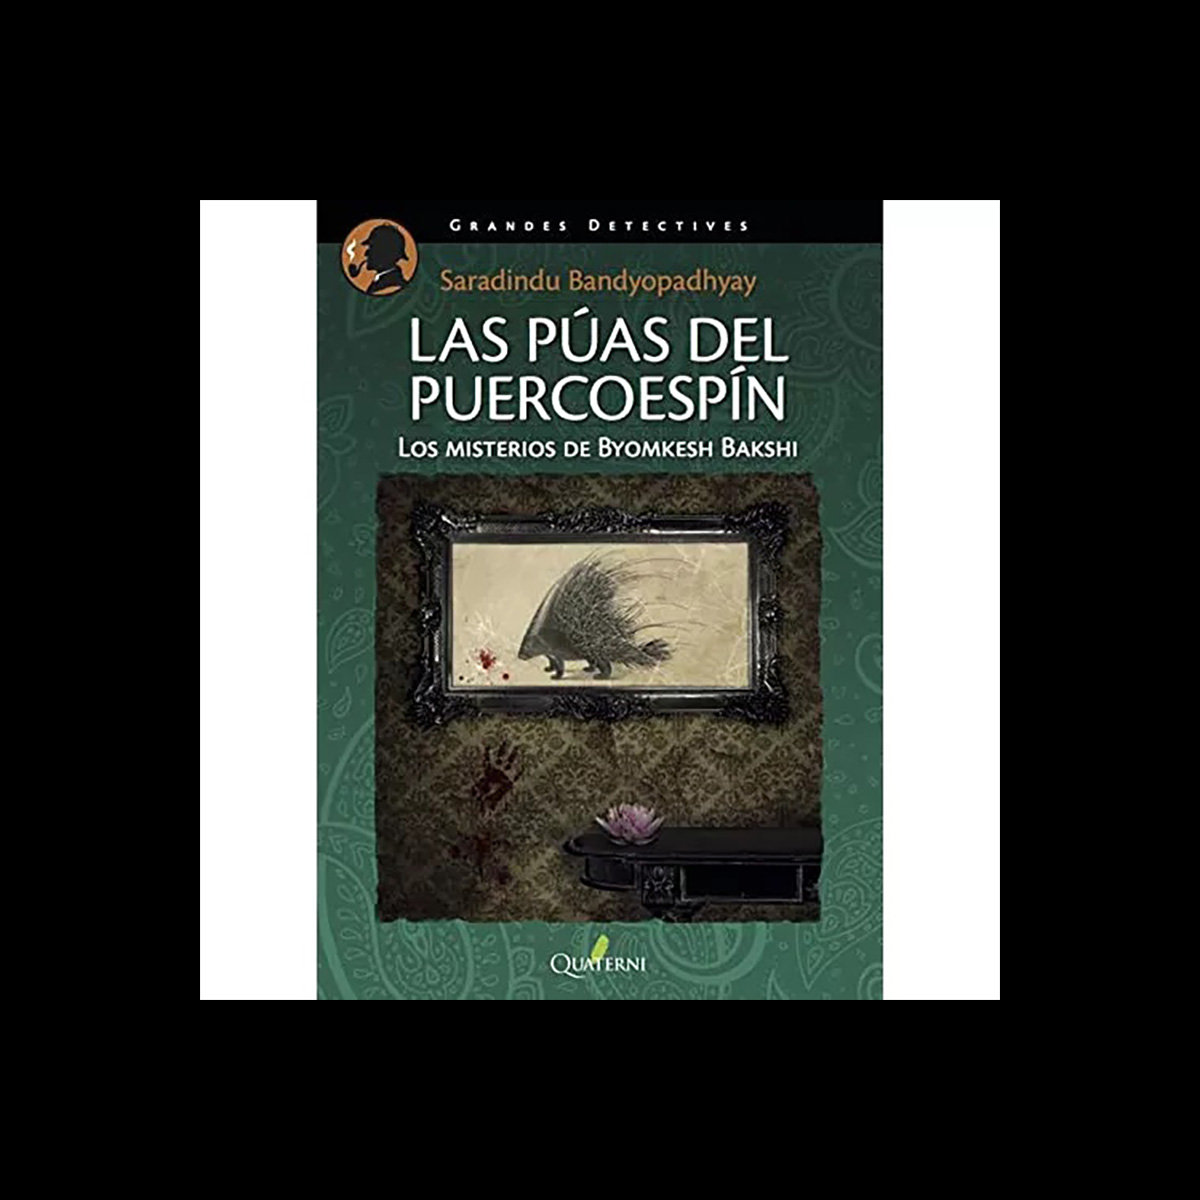 GRANDES DETECTIVES
Saradindu Bandyopadhyay
LAS PÚAS DEL
PUERCOESPÍN
LOS MISTERIOS DE BYOMKESH BAKSHI
QUATERNI